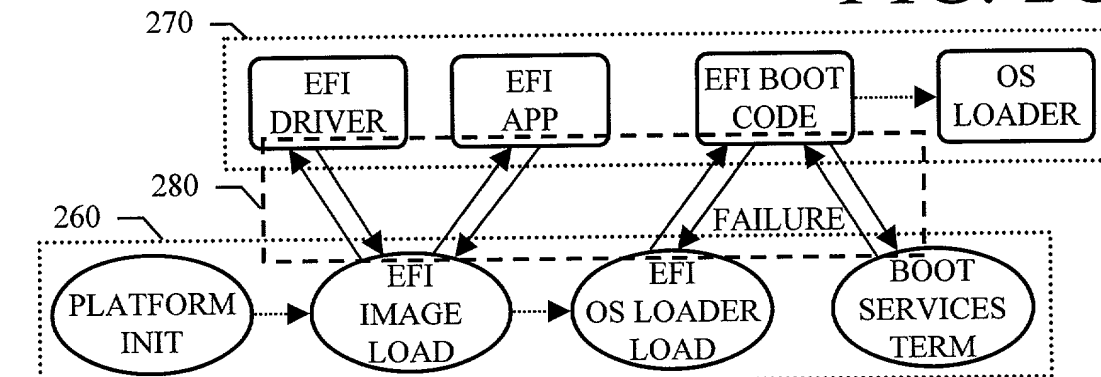 270
EFI
DRIVER
EFI
APP
EFI BOOT
CODE
OS
LOADER
280
260
FAILURE
PLATFORM
INIT
EFI
IMAGE
LOAD
EFI
OS LOADER
LOAD
BOOT
SERVICES
TERM